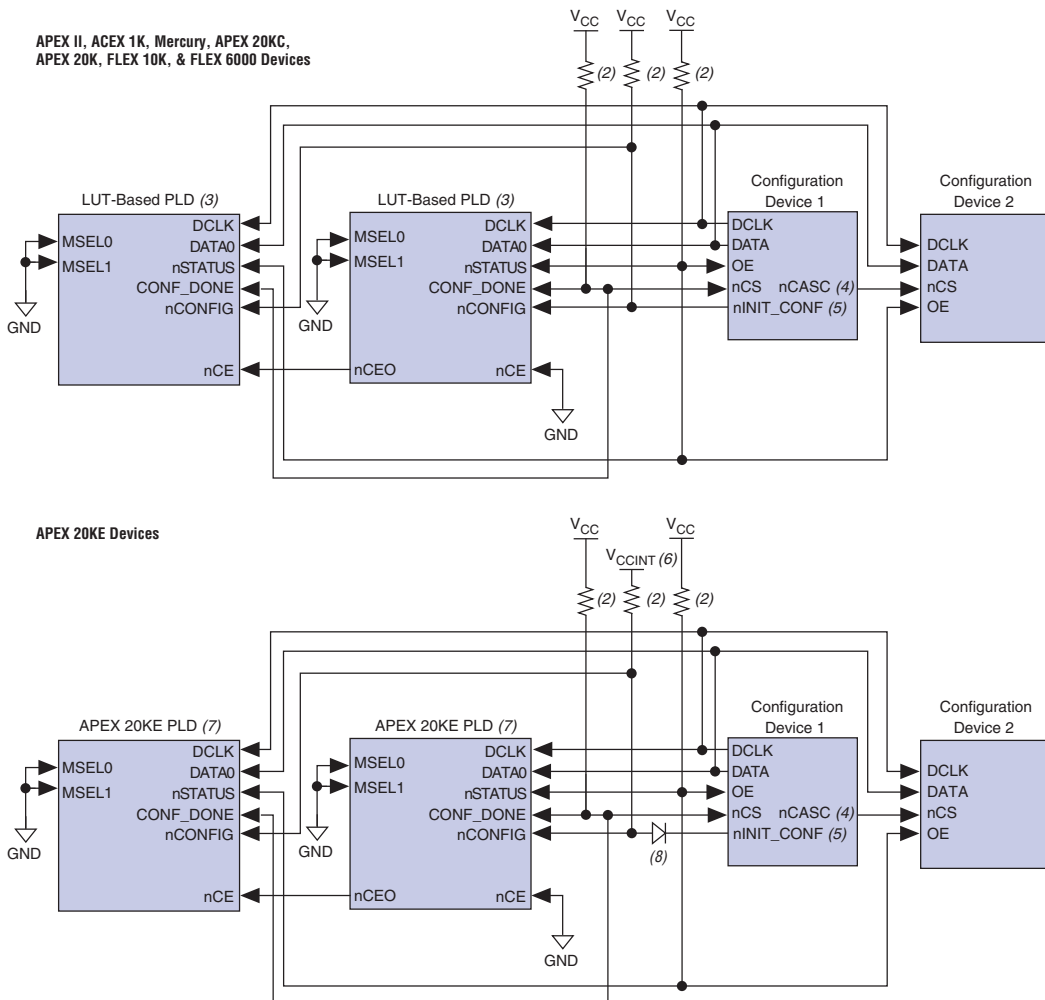 APEX II, ACEX 1K, Mercury, APEX 20KC,
APEX 20K, FLEX 10K, & FLEX 6000 Devices
VCC
VCC
VCC
(2)
(2)
(2)
LUT-Based PLD (3)
MSEL0
MSEL1
GND
DCLK
DATA0
nSTATUS
CONF_DONE
nCONFIG
nCE
LUT-Based PLD (3)
MSEL0
MSEL1
GND
DCLK
DATA0
nSTATUS
CONF_DONE
nCONFIG
nCEO
nCE
GND
Configuration
Device 1
DCLK
DATA
OE
nCS
nCASC (4)
nINIT_CONF (5)
Configuration
Device 2
DCLK
DATA
nCS
OE
APEX 20KE Devices
VCC
VCCINT (6)
VCC
(2)
(2)
(2)
APEX 20KE PLD (7)
MSEL0
MSEL1
GND
DCLK
DATA0
nSTATUS
CONF_DONE
nCONFIG
nCE
APEX 20KE PLD (7)
MSEL0
MSEL1
GND
DCLK
DATA0
nSTATUS
CONF_DONE
nCONFIG
nCEO
nCE
GND
(8)
Configuration
Device 1
DCLK
DATA
OE
nCS
nCASC (4)
nINIT_CONF (5)
Configuration
Device 2
DCLK
DATA
nCS
OE